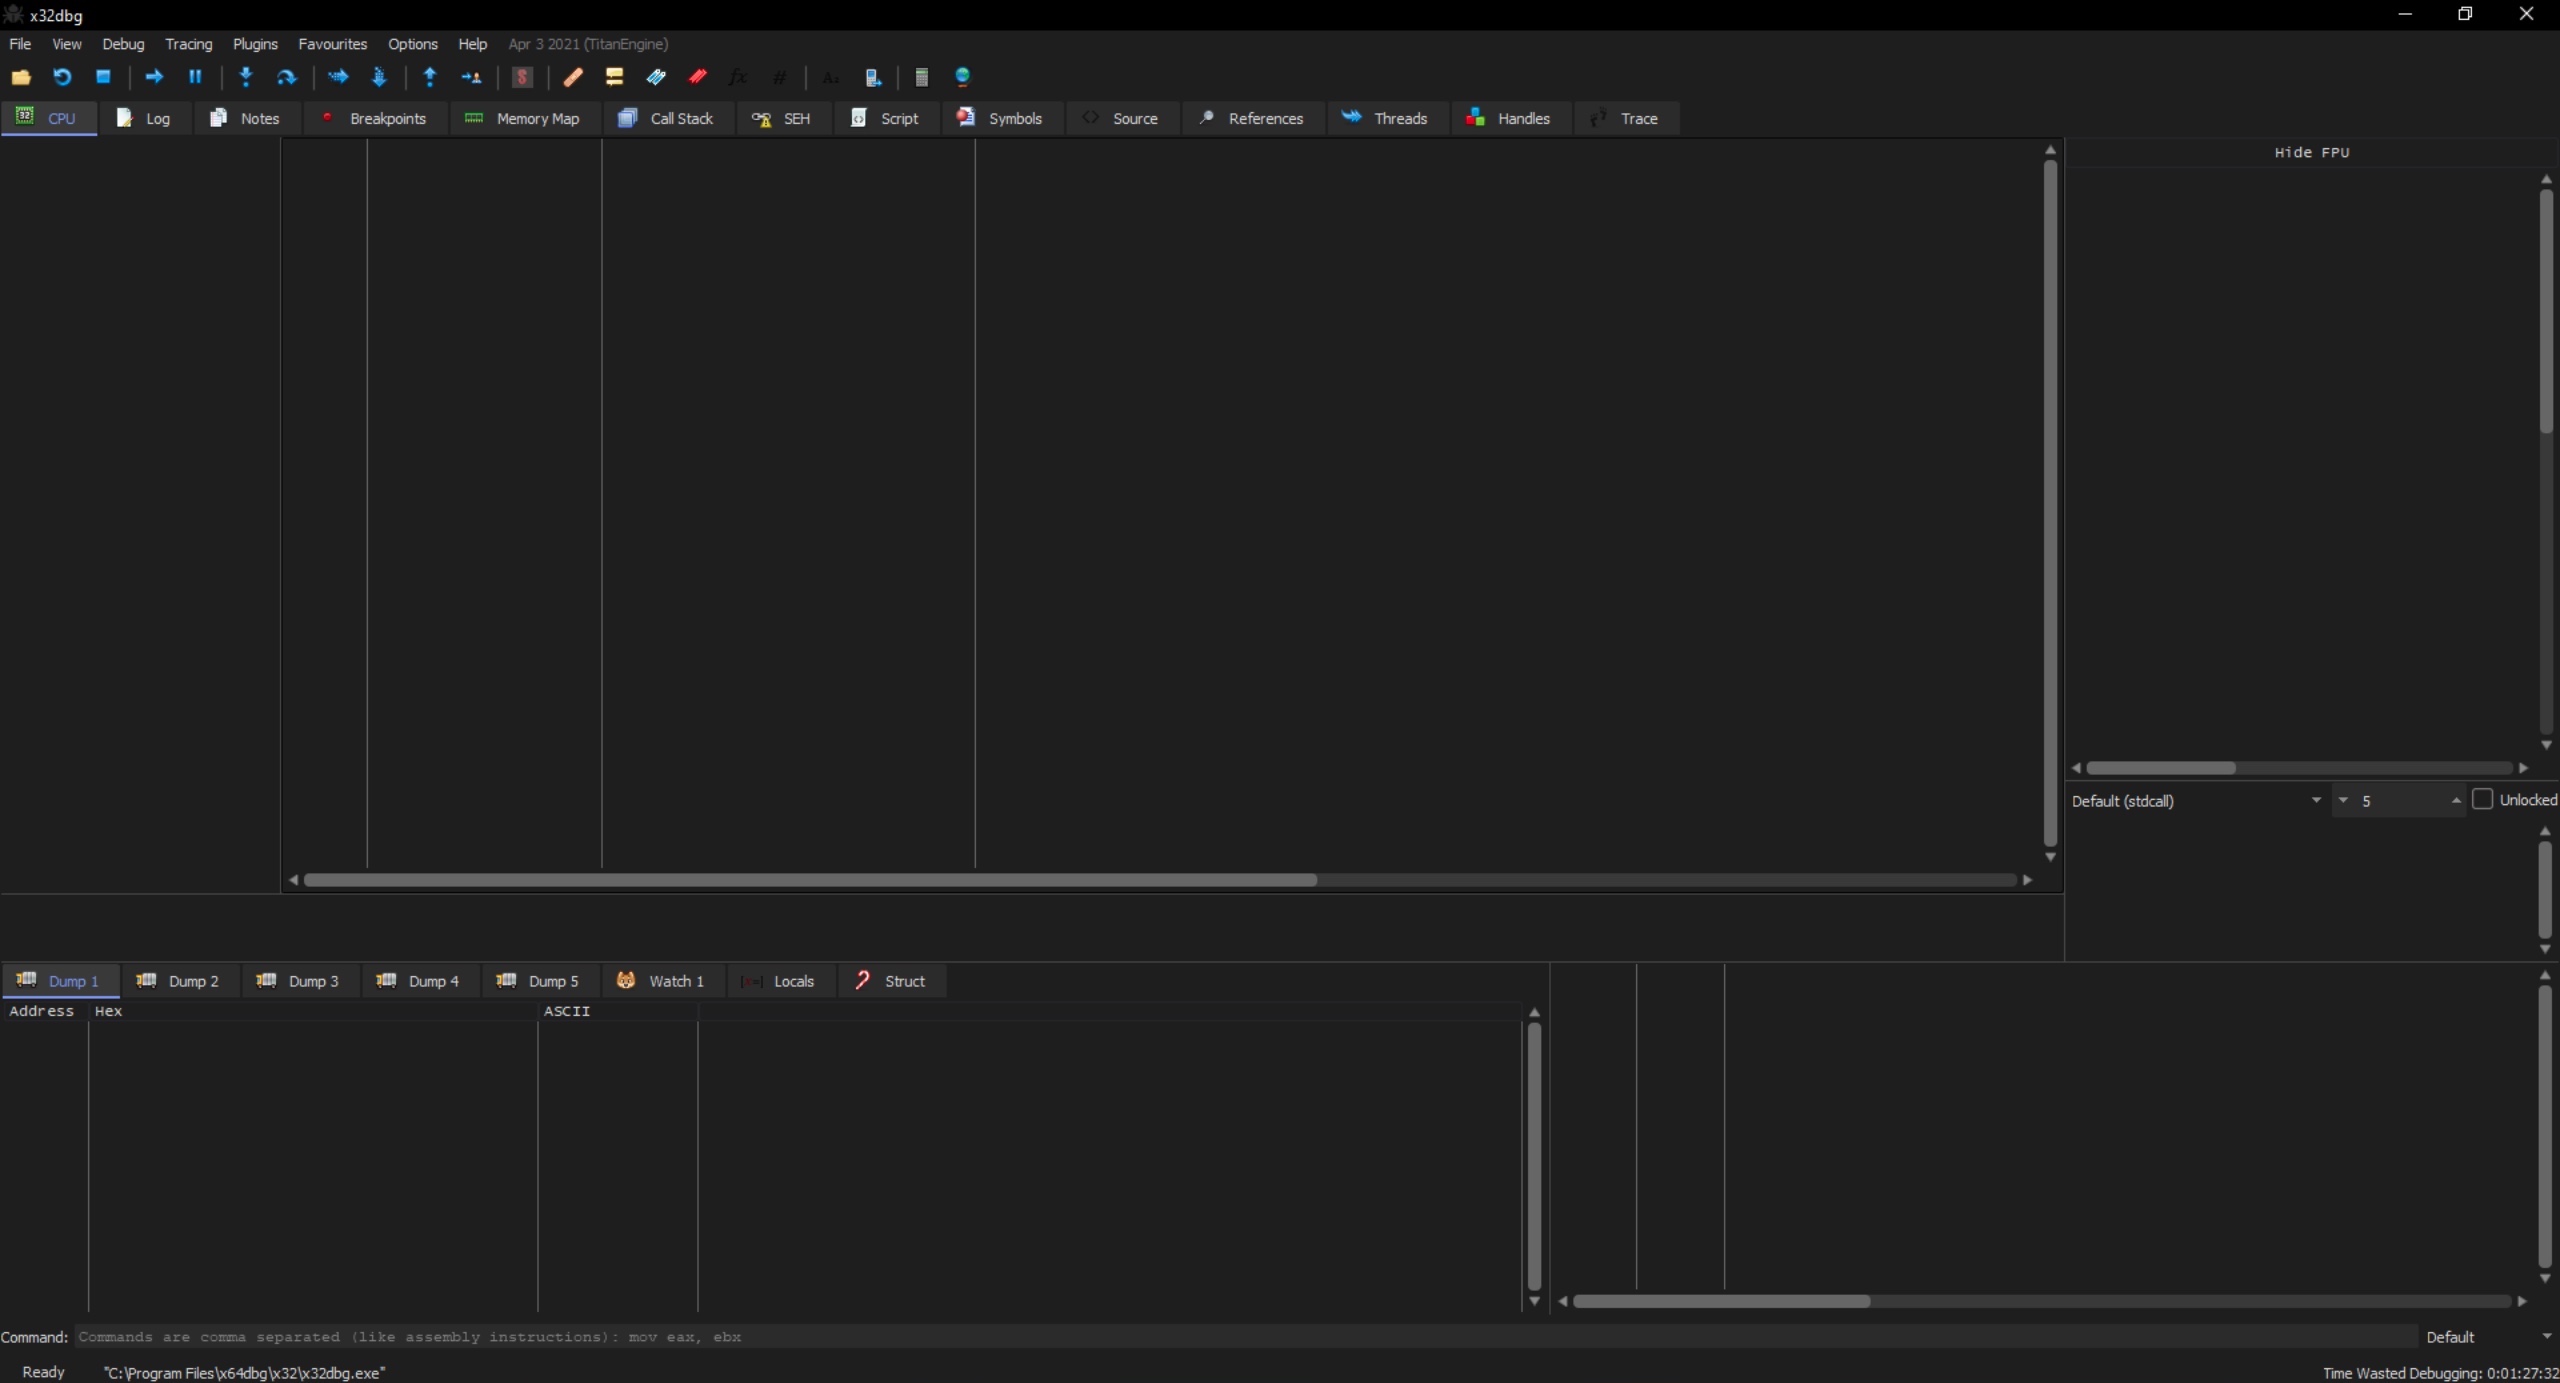 x32dbg
File View Debug Tracing Plugins Favourites Options Help Apr 3 2021 (TitanEngine)
32 CPU Log Notes Breakpoints Memory Map Call Stack SEH Script Symbols Source References Threads Handles Trace
Hide FPU
Default (stdcall) 5 Unlocked
Dump 1 Dump 2 Dump 3 Dump 4 Dump 5 Watch 1 Locals Struct
Address Hex ASCII
Command: Commands are comma separated (like assembly instructions): mov eax, ebx Default
Ready "C:\Program Files\x64dbg\x32\x32dbg.exe" Time Wasted Debugging: 0:01:27:32